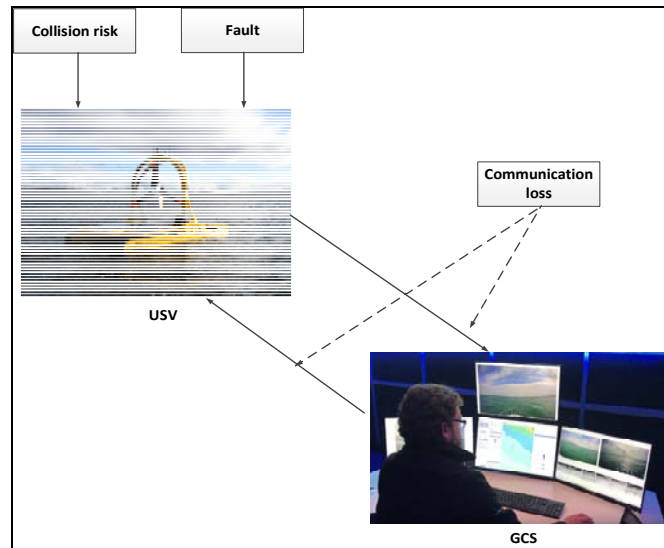 Collision risk
Fault
Communication
loss
USV
GCS